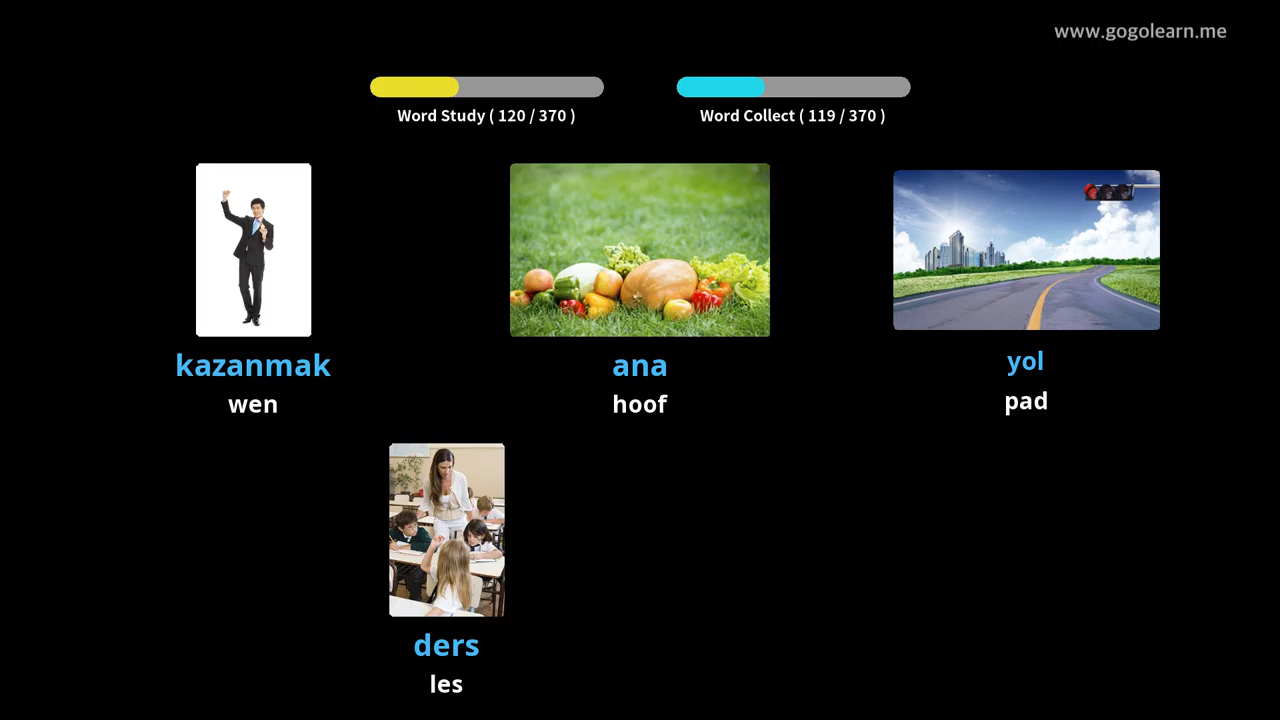 www.gogolearn.me
Word Study ( 120 / 370 )
Word Collect ( 119 / 370 )
kazanmak
wen
ana
hoof
yol
pad
ders
les